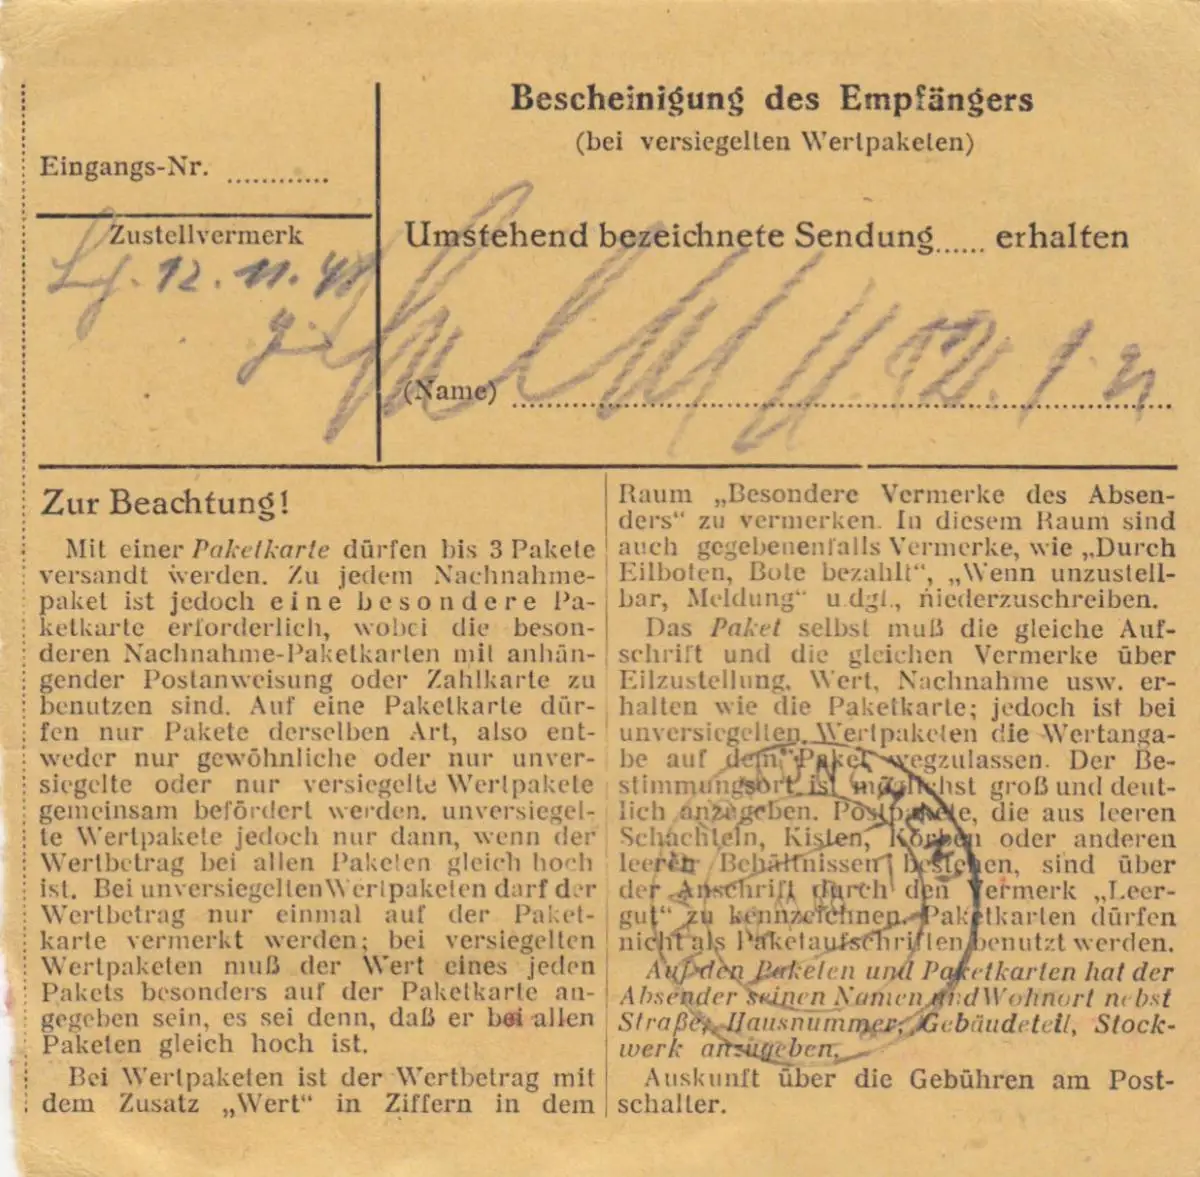 Eingangs-Nr. ............
Zustellvermerk
12. 11. 48
Bescheinigung des Empfängers
(bei versiegelten Wertpaketen)
Umstehend bezeichnete Sendung...... erhalten
(Name)
Zur Beachtung!
Mit einer Paketkarte dürfen bis 3 Pakete
versandt werden. Zu jedem Nachnahme-
paket ist jedoch eine besondere Pa-
ketkarte erforderlich, wobei die beson-
deren Nachnahme-Paketkarten mit anhän-
gender Postanweisung oder Zahlkarte zu
benutzen sind. Auf eine Paketkarte dür-
fen nur Pakete derselben Art, also ent-
weder nur gewöhnliche oder nur unver-
siegelte oder nur versiegelte Wertpakete
gemeinsam befördert werden. unversiegel-
te Wertpakete jedoch nur dann, wenn der
Wertbetrag bei allen Paketen gleich hoch
ist. Bei unversiegelten Wertpaketen darf der
Wertbetrag nur einmal auf der Paket-
karte vermerkt werden; bei versiegelten
Wertpaketen muß der Wert eines jeden
Pakets besonders auf der Paketkarte an-
gegeben sein, es sei denn, daß er bei allen
Paketen gleich hoch ist.
Bei Wertpaketen ist der Wertbetrag mit
dem Zusatz „Wert“ in Ziffern in dem
Raum „Besondere Vermerke des Absen-
ders“ zu vermerken. In diesem Raum sind
auch gegebenenfalls Vermerke, wie „Durch
Eilboten, Bote bezahlt“, „Wenn unzustell-
bar, Meldung“ u.dgl., niederzuschreiben.
Das Paket selbst muß die gleiche Auf-
schrift und die gleichen Vermerke über
Eilzustellung, Wert, Nachnahme usw. er-
halten wie die Paketkarte; jedoch ist bei
unversiegelten Wertpaketen die Wertanga-
be auf dem Paket wegzulassen. Der Be-
stimmungsort ist möglichst groß und deut-
lich anzugeben. Postpakete, die aus leeren
Schachteln, Kisten, Körben oder anderen
leeren Behältnissen bestehen, sind über
der Anschrift durch den Vermerk „Leer-
gut“ zu kennzeichnen. Paketkarten dürfen
nicht als Paketaufschriften benutzt werden.
Auf den Paketen und Paketkarten hat der
Absender seinen Namen und Wohnort nebst
Straße, Hausnummer, Gebäudeteil, Stock-
werk anzugeben.
Auskunft über die Gebühren am Post-
schalter.